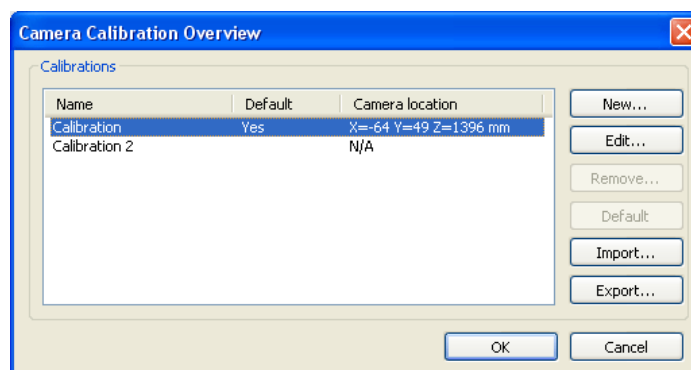 Camera Calibration Overview
Calibrations
Name Default Camera location
Calibration Yes X=-64 Y=49 Z=1396 mm
Calibration 2 N/A
New...
Edit...
Remove...
Default
Import...
Export...
OK Cancel